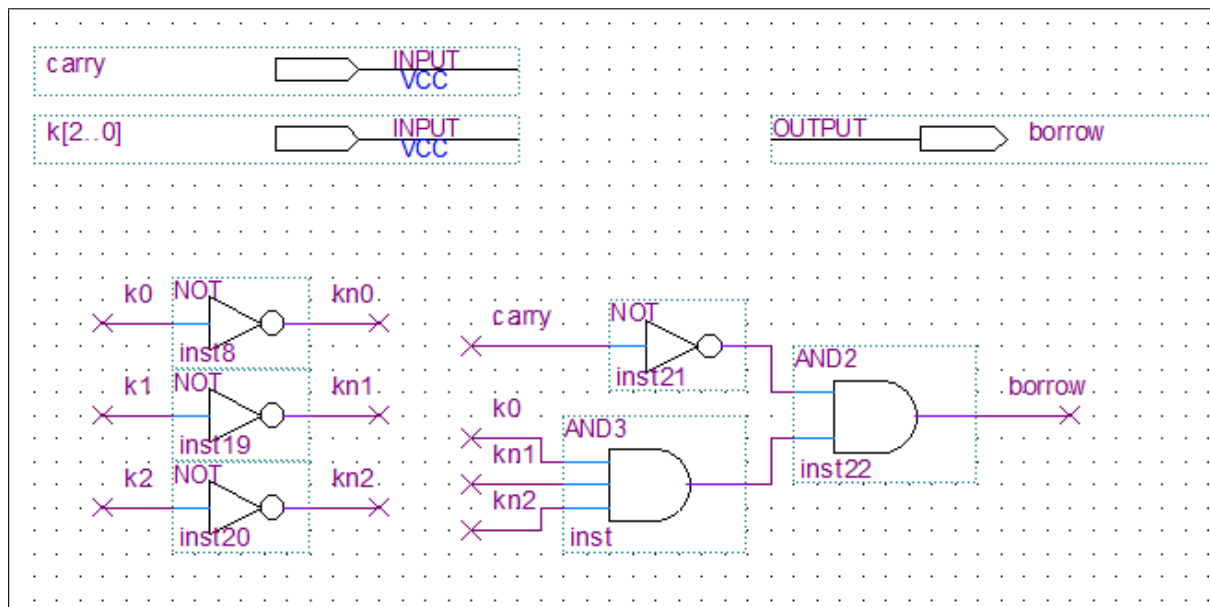 carry
INPUT
VCC
k[2..0]
INPUT
VCC
OUTPUT
borrow
k0
NOT
kn0
inst8
k1
NOT
kn1
inst19
k2
NOT
kn2
inst20
carry
NOT
inst21
k0
kn1
kn2
AND3
inst
AND2
inst22
borrow